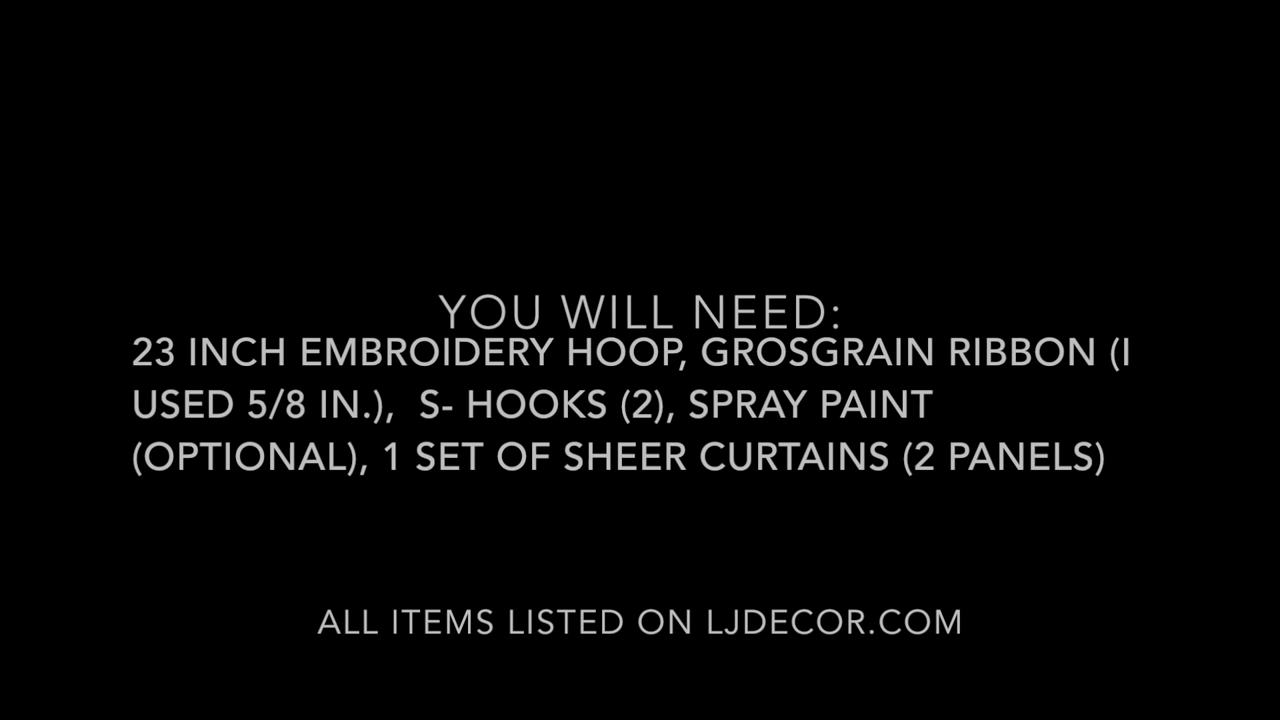 YOU WILL NEED:
23 INCH EMBROIDERY HOOP, GROSGRAIN RIBBON (I
USED 5/8 IN.),  S- HOOKS (2), SPRAY PAINT
(OPTIONAL), 1 SET OF SHEER CURTAINS (2 PANELS)
ALL ITEMS LISTED ON LJDECOR.COM